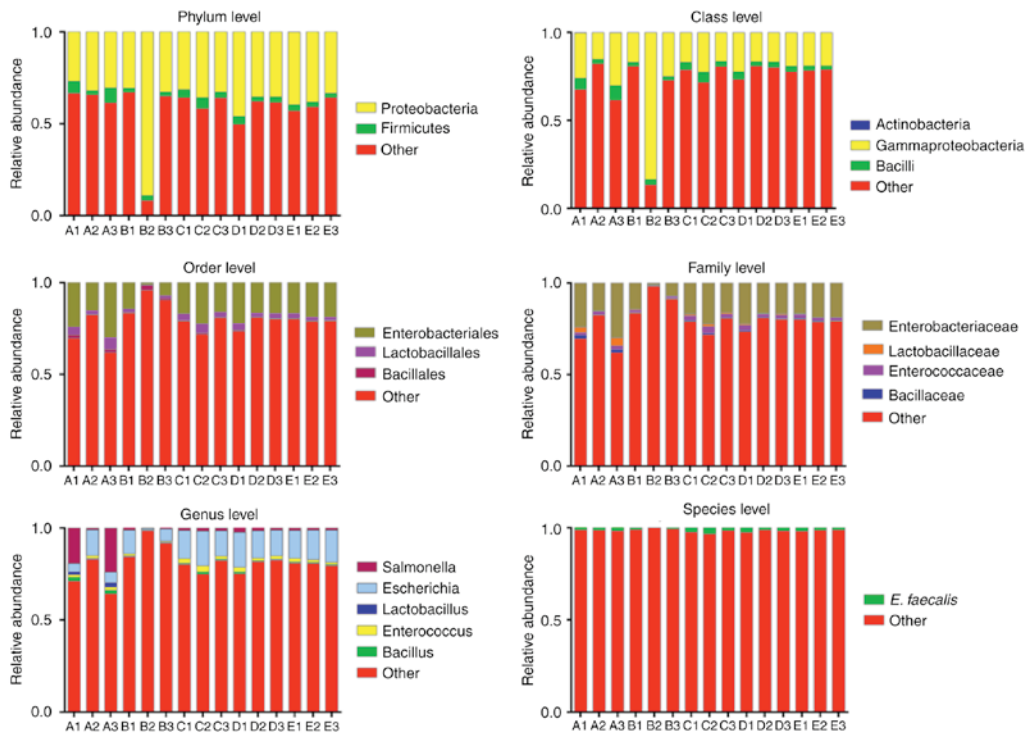 Phylum level
Relative abundance
1.0
0.5
0.0
A1 A2 A3 B1 B2 B3 C1 C2 C3 D1 D2 D3 E1 E2 E3
Proteobacteria
Firmicutes
Other
Class level
Relative abundance
1.0
0.5
0.0
A1 A2 A3 B1 B2 B3 C1 C2 C3 D1 D2 D3 E1 E2 E3
Actinobacteria
Gammaproteobacteria
Bacilli
Other
Order level
Relative abundance
1.0
0.5
0.0
A1 A2 A3 B1 B2 B3 C1 C2 C3 D1 D2 D3 E1 E2 E3
Enterobacteriales
Lactobacillales
Bacillales
Other
Family level
Relative abundance
1.0
0.5
0.0
A1 A2 A3 B1 B2 B3 C1 C2 C3 D1 D2 D3 E1 E2 E3
Enterobacteriaceae
Lactobacillaceae
Enterococcaceae
Bacillaceae
Other
Genus level
Relative abundance
1.0
0.5
0.0
A1 A2 A3 B1 B2 B3 C1 C2 C3 D1 D2 D3 E1 E2 E3
Salmonella
Escherichia
Lactobacillus
Enterococcus
Bacillus
Other
Species level
Relative abundance
1.0
0.5
0.0
A1 A2 A3 B1 B2 B3 C1 C2 C3 D1 D2 D3 E1 E2 E3
E. faecalis
Other